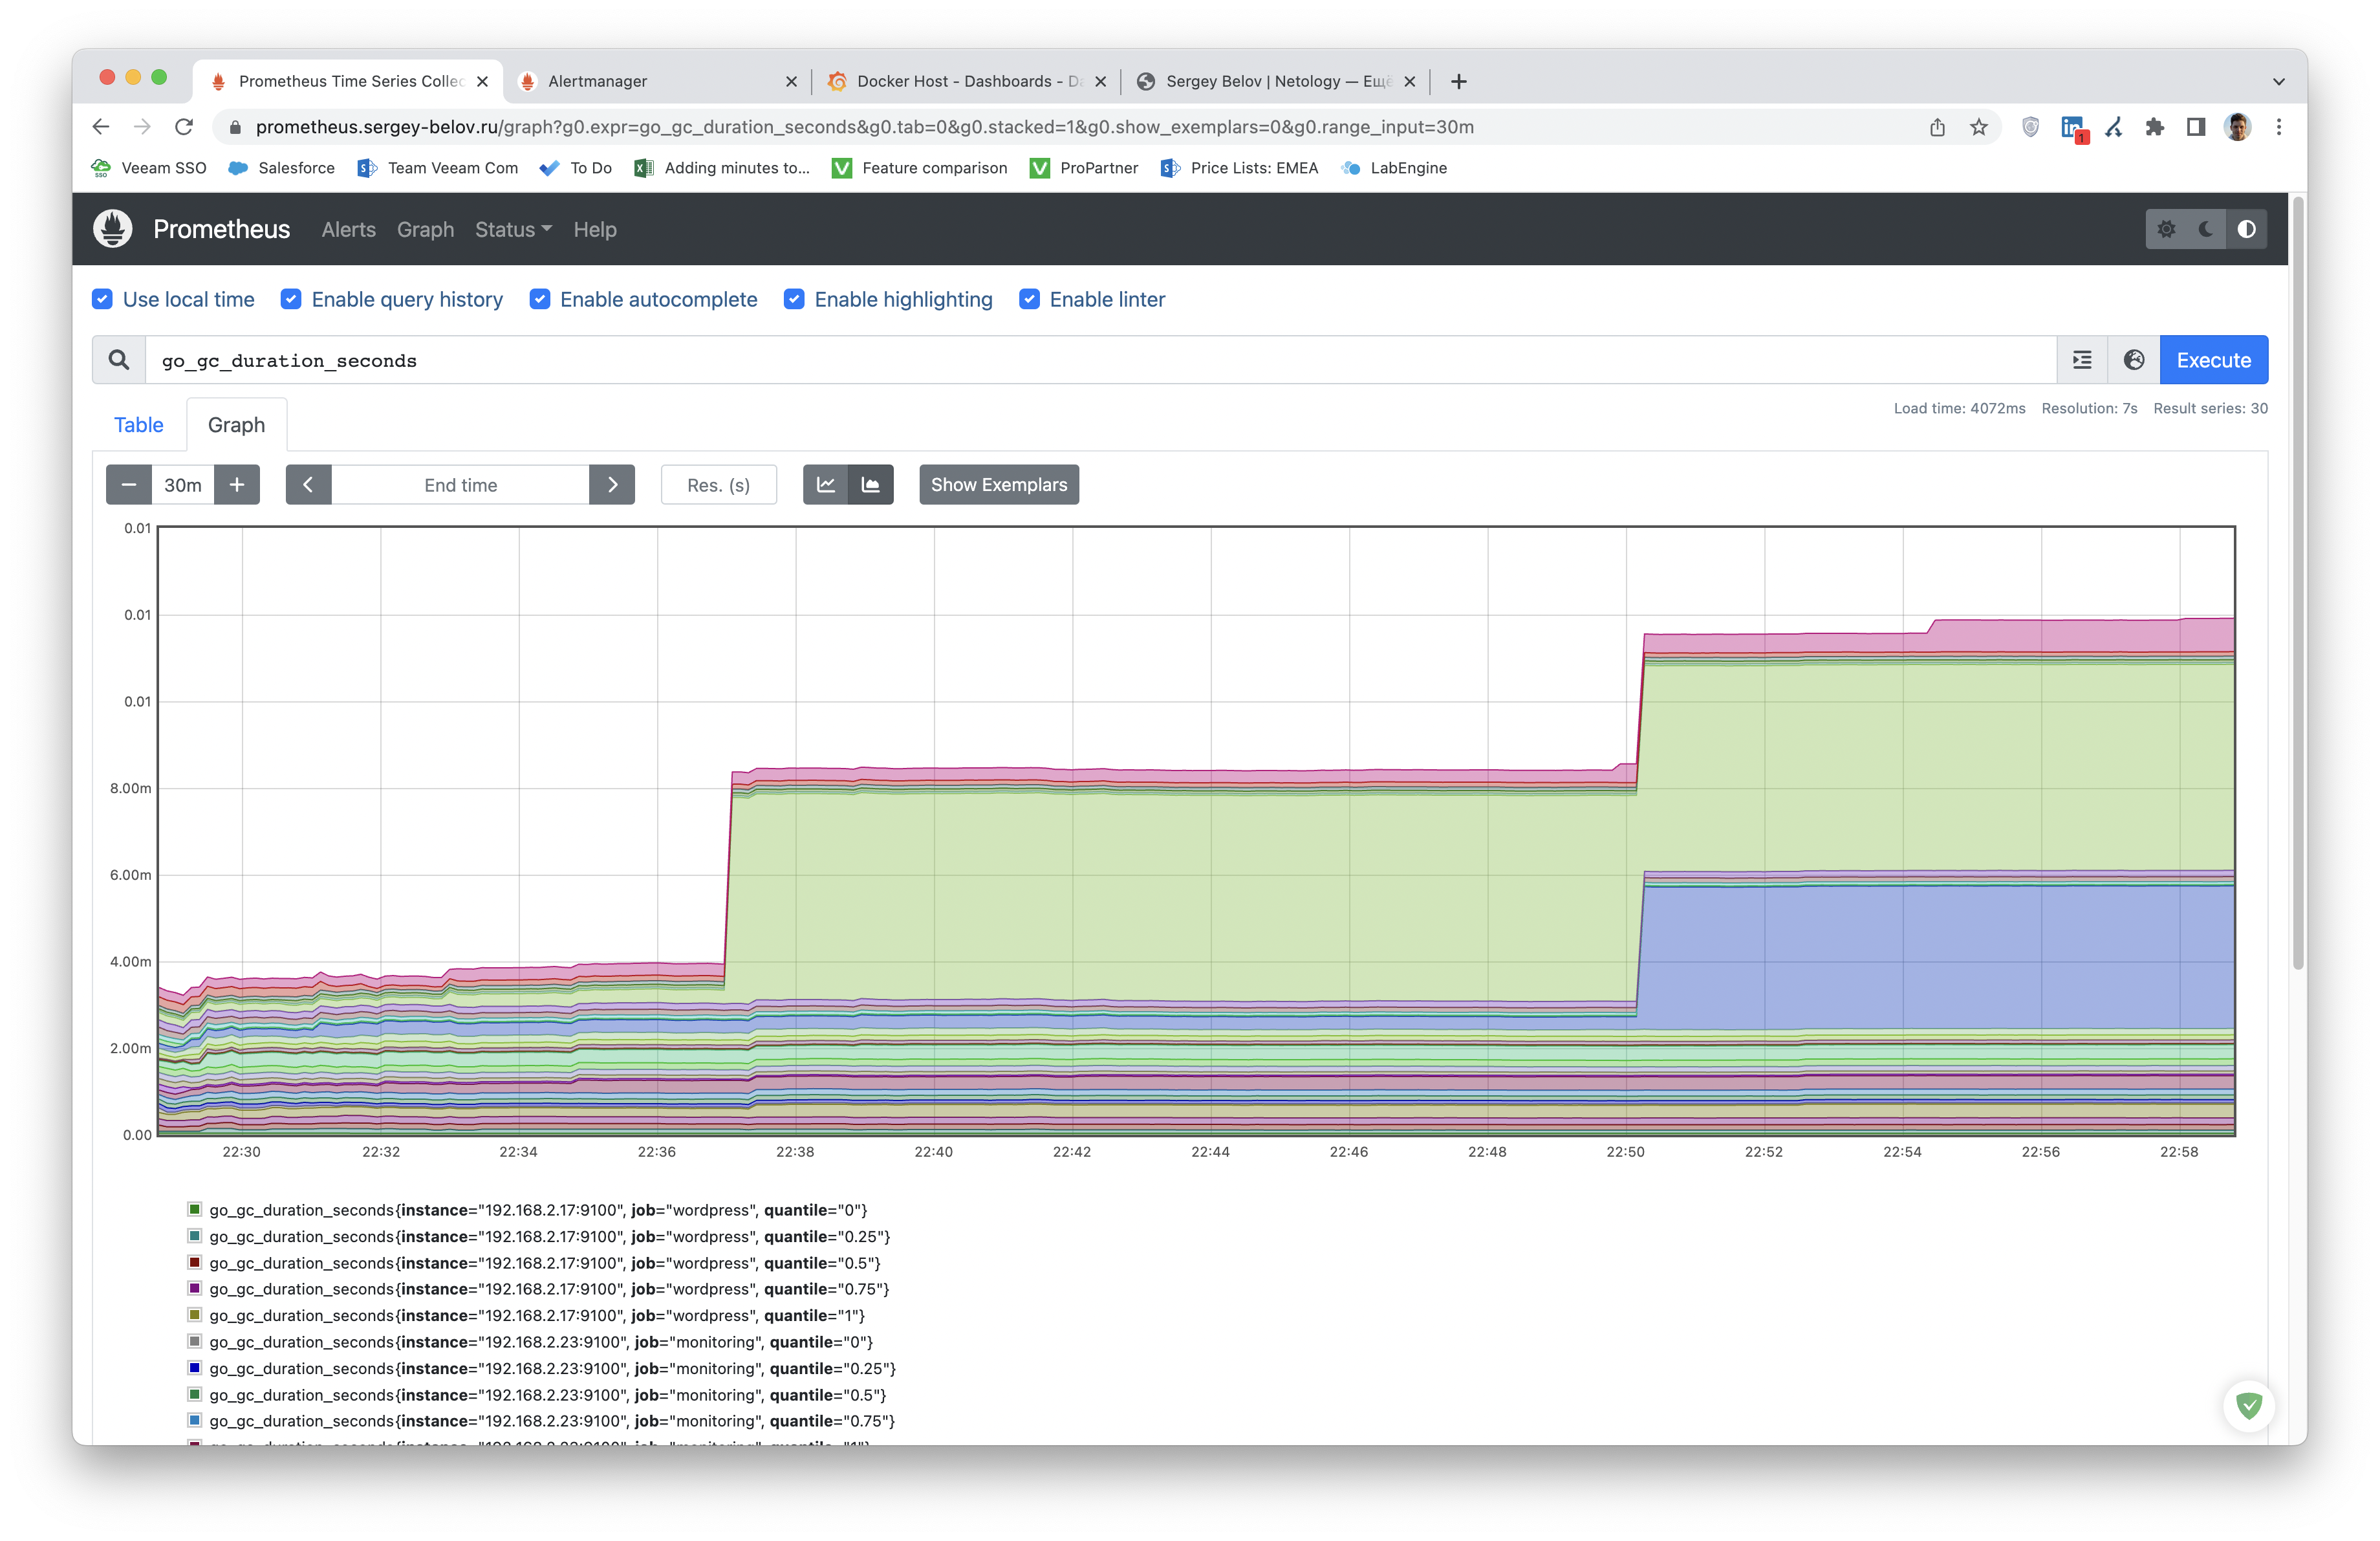 Prometheus Time Series Collec
Alertmanager
Docker Host - Dashboards - Da
Sergey Belov | Netology — Ещё
prometheus.sergey-belov.ru/graph?g0.expr=go_gc_duration_seconds&g0.tab=0&g0.stacked=1&g0.show_exemplars=0&g0.range_input=30m
1
SSO Veeam SSO Salesforce Team Veeam Com To Do Adding minutes to... Feature comparison ProPartner Price Lists: EMEA LabEngine
Prometheus Alerts Graph Status Help
Use local time Enable query history Enable autocomplete Enable highlighting Enable linter
go_gc_duration_seconds
Execute
Load time: 4072ms Resolution: 7s Result series: 30
Table Graph
− 30m + End time Res. (s) Show Exemplars
0.01
0.01
0.01
8.00m
6.00m
4.00m
2.00m
0.00
22:30 22:32 22:34 22:36 22:38 22:40 22:42 22:44 22:46 22:48 22:50 22:52 22:54 22:56 22:58
go_gc_duration_seconds{instance="192.168.2.17:9100", job="wordpress", quantile="0"}
go_gc_duration_seconds{instance="192.168.2.17:9100", job="wordpress", quantile="0.25"}
go_gc_duration_seconds{instance="192.168.2.17:9100", job="wordpress", quantile="0.5"}
go_gc_duration_seconds{instance="192.168.2.17:9100", job="wordpress", quantile="0.75"}
go_gc_duration_seconds{instance="192.168.2.17:9100", job="wordpress", quantile="1"}
go_gc_duration_seconds{instance="192.168.2.23:9100", job="monitoring", quantile="0"}
go_gc_duration_seconds{instance="192.168.2.23:9100", job="monitoring", quantile="0.25"}
go_gc_duration_seconds{instance="192.168.2.23:9100", job="monitoring", quantile="0.5"}
go_gc_duration_seconds{instance="192.168.2.23:9100", job="monitoring", quantile="0.75"}